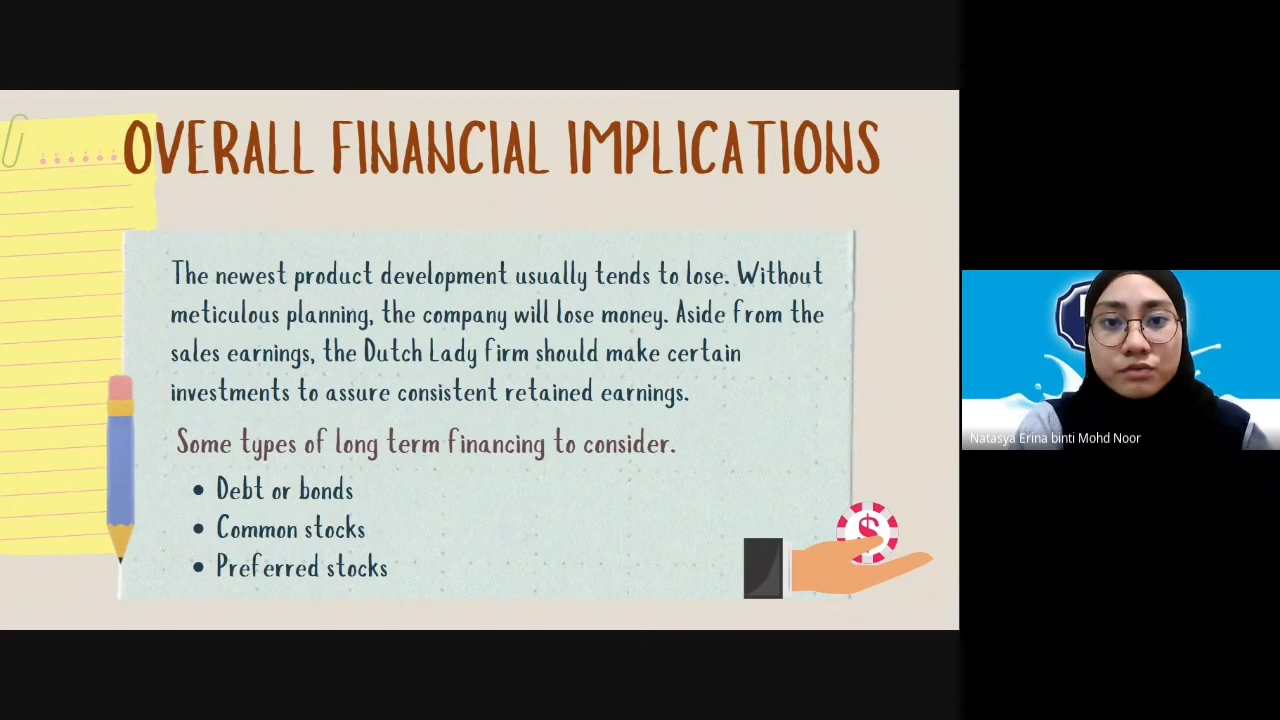 OVERALL FINANCIAL IMPLICATIONS
The newest product development usually tends to lose. Without
meticulous planning, the company will lose money. Aside from the
sales earnings, the Dutch Lady firm should make certain
investments to assure consistent retained earnings.
Some types of long term financing to consider.
• Debt or bonds
• Common stocks
• Preferred stocks
$
Natasya Erina binti Mohd Noor